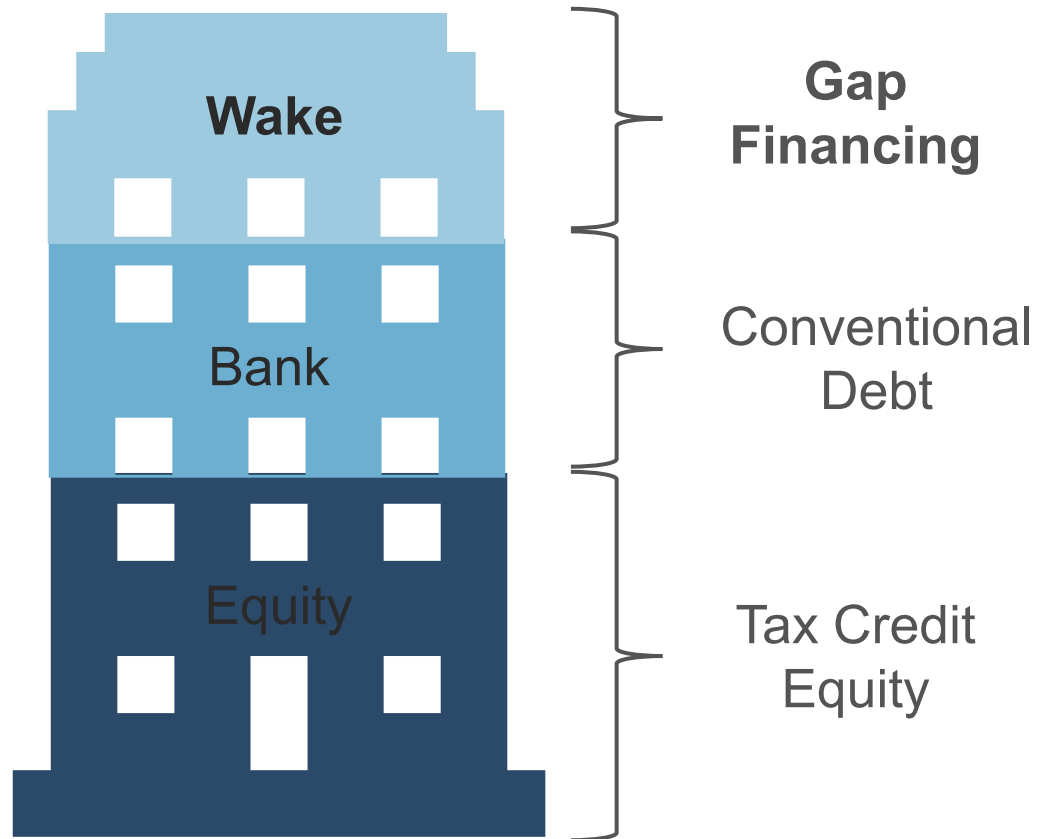 Wake
Gap
Financing
Bank
Conventional
Debt
Equity
Tax Credit
Equity